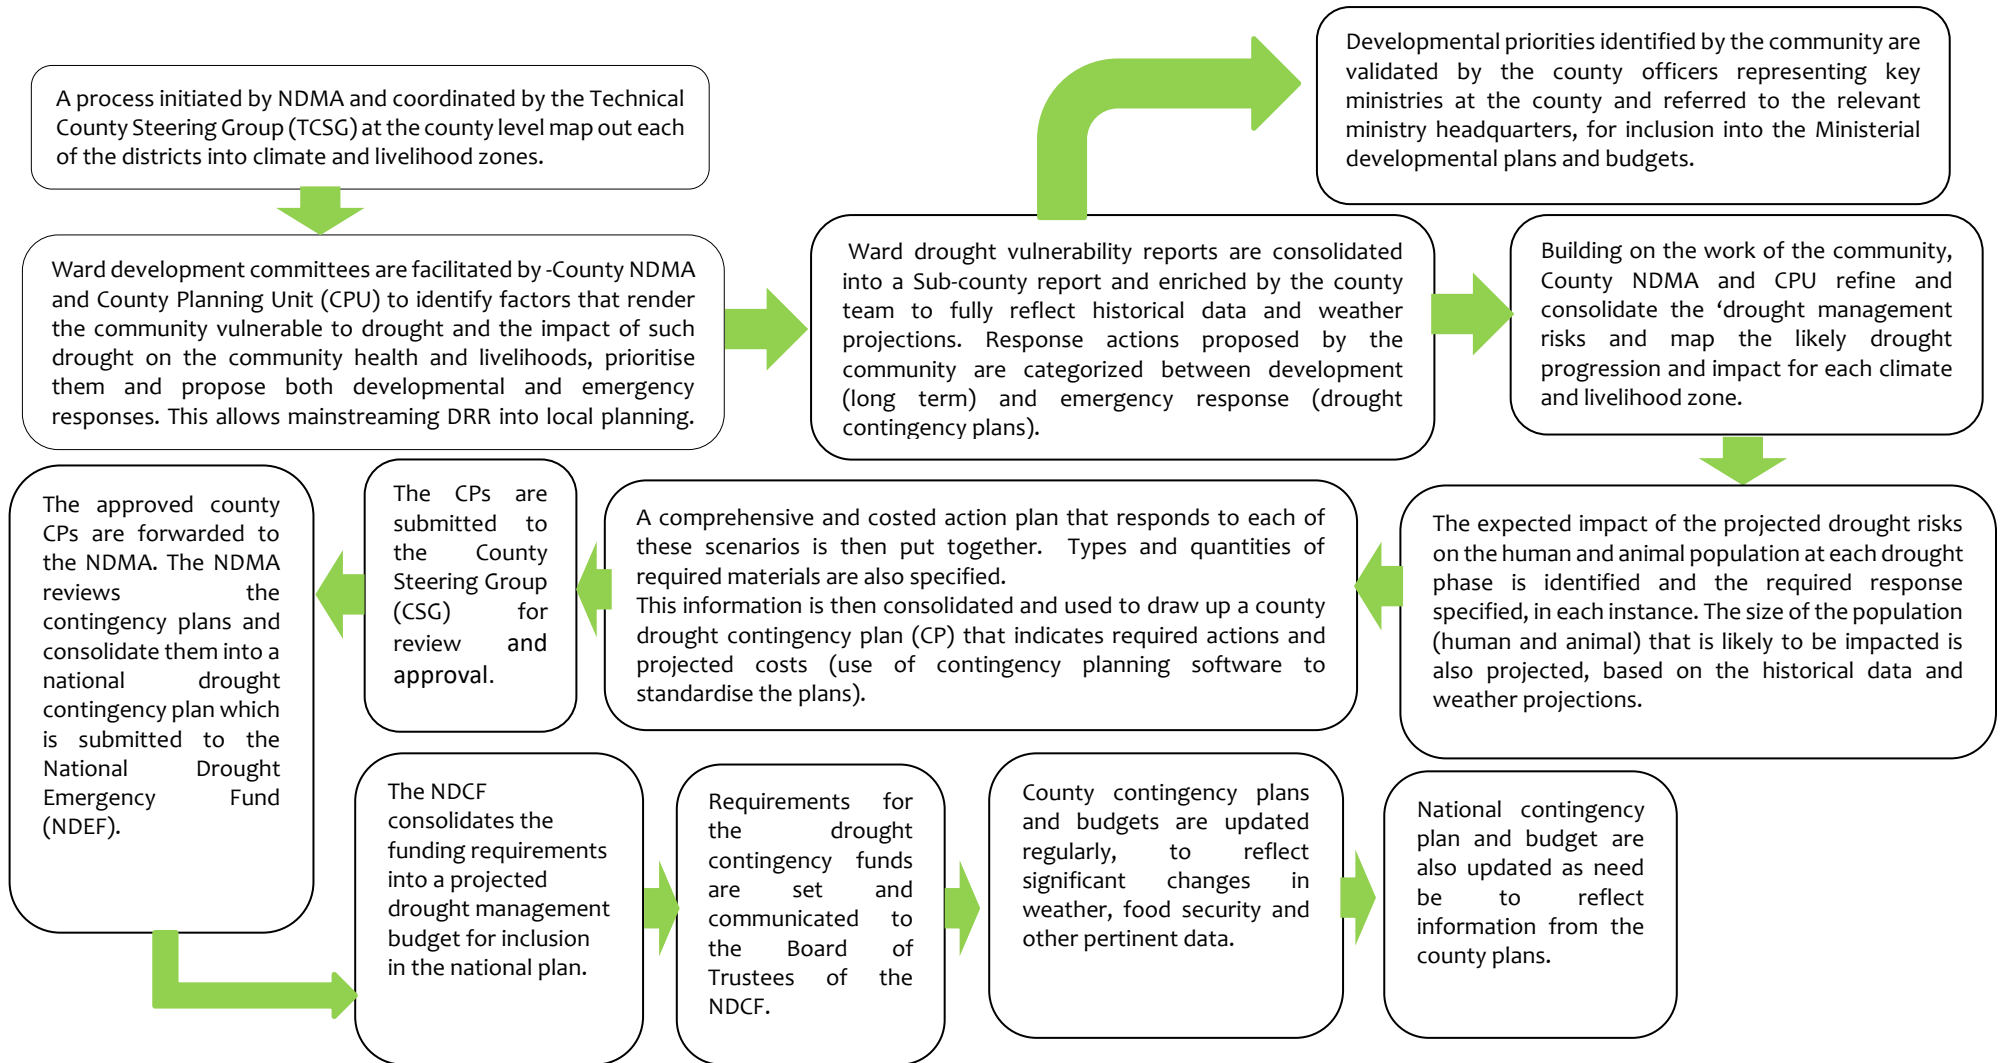 A process initiated by NDMA and coordinated by the Technical
County Steering Group (TCSG) at the county level map out each
of the districts into climate and livelihood zones.
Developmental priorities identified by the community are
validated by the county officers representing key
ministries at the county and referred to the relevant
ministry headquarters, for inclusion into the Ministerial
developmental plans and budgets.
Ward development committees are facilitated by -County NDMA
and County Planning Unit (CPU) to identify factors that render
the community vulnerable to drought and the impact of such
drought on the community health and livelihoods, prioritise
them and propose both developmental and emergency
responses. This allows mainstreaming DRR into local planning.
Ward drought vulnerability reports are consolidated
into a Sub-county report and enriched by the county
team to fully reflect historical data and weather
projections. Response actions proposed by the
community are categorized between development
(long term) and emergency response (drought
contingency plans).
Building on the work of the community,
County NDMA and CPU refine and
consolidate the ‘drought management
risks and map the likely drought
progression and impact for each climate
and livelihood zone.
The expected impact of the projected drought risks
on the human and animal population at each drought
phase is identified and the required response
specified, in each instance. The size of the population
(human and animal) that is likely to be impacted is
also projected, based on the historical data and
weather projections.
A comprehensive and costed action plan that responds to each of
these scenarios is then put together. Types and quantities of
required materials are also specified.
This information is then consolidated and used to draw up a county
drought contingency plan (CP) that indicates required actions and
projected costs (use of contingency planning software to
standardise the plans).
The CPs are
submitted to
the County
Steering Group
(CSG) for
review and
approval.
The approved county
CPs are forwarded to
the NDMA. The NDMA
reviews the
contingency plans and
consolidate them into a
national drought
contingency plan which
is submitted to the
National Drought
Emergency Fund
(NDEF).
The NDCF
consolidates the
funding requirements
into a projected
drought management
budget for inclusion
in the national plan.
Requirements for
the drought
contingency funds
are set and
communicated to
the Board of
Trustees of the
NDCF.
County contingency plans
and budgets are updated
regularly, to reflect
significant changes in
weather, food security and
other pertinent data.
National contingency
plan and budget are
also updated as need
be to reflect
information from the
county plans.